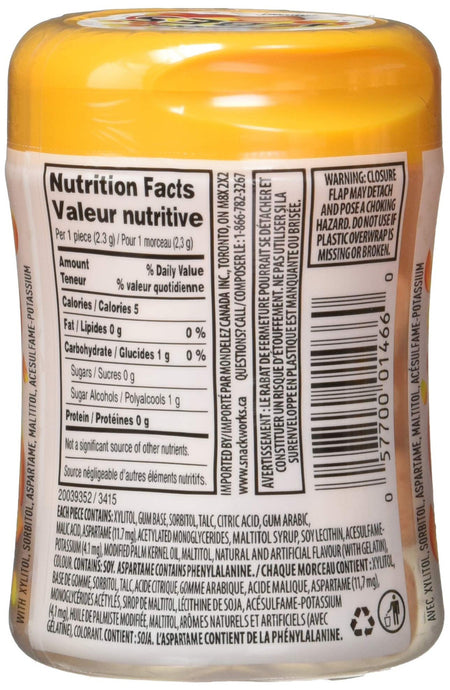 Nutrition Facts
Valeur nutritive
Per 1 piece (2.3 g) / Pour 1 morceau (2,3 g)
Amount % Daily Value
Teneur % valeur quotidienne
Calories / Calories 5
Fat / Lipides 0 g 0 %
Carbohydrate / Glucides 1 g 0 %
Sugars / Sucres 0 g
Sugar Alcohols / Polyalcools 1 g
Protein / Protéines 0 g
Not a significant source of other nutrients.
Source négligeable d'autres éléments nutritifs.
20039352 / 3415
IMPORTED BY/IMPORTÉ PAR MONDELEZ CANADA INC., TORONTO, ON M8X 2X2
www.snackworks.ca QUESTIONS? CALL / COMPOSER LE: 1-866-782-3267
AVERTISSEMENT : LE RABAT DE FERMETURE POURRAIT SE DÉTACHER ET
CONSTITUER UN RISQUE D'ÉTOUFFEMENT. NE PAS UTILISER SI LA
SURENVELOPPE EN PLASTIQUE EST MANQUANTE OU BRISÉE.
WARNING: CLOSURE
FLAP MAY DETACH
AND POSE A CHOKING
HAZARD. DO NOT USE IF
PLASTIC OVERWRAP IS
MISSING OR BROKEN.
0 57700 01466 0
EACH PIECE CONTAINS: XYLITOL, GUM BASE, SORBITOL, TALC, CITRIC ACID, GUM ARABIC,
MALIC ACID, ASPARTAME (11.7 mg), ACETYLATED MONOGLYCERIDES, MALTITOL SYRUP, SOY LECITHIN, ACESULFAME-
POTASSIUM (4.1 mg), MODIFIED PALM KERNEL OIL, MALTITOL, NATURAL AND ARTIFICIAL FLAVOUR (WITH GELATIN),
COLOUR. CONTAINS: SOY. ASPARTAME CONTAINS PHENYLALANINE. / CHAQUE MORCEAU CONTIENT : XYLITOL,
BASE DE GOMME, SORBITOL, TALC, ACIDE CITRIQUE, GOMME ARABIQUE, ACIDE MALIQUE, ASPARTAME (11,7 mg),
MONOGLYCÉRIDES ACÉTYLÉS, SIROP DE MALTITOL, LÉCITHINE DE SOJA, ACÉSULFAME-POTASSIUM
(4,1 mg), HUILE DE PALMISTE MODIFIÉE, MALTITOL, ARÔMES NATURELS ET ARTIFICIELS (AVEC
GÉLATINE), COLORANT. CONTIENT : SOJA. L'ASPARTAME CONTIENT DE LA PHÉNYLALANINE.
WITH XYLITOL, SORBITOL, ASPARTAME, MALTITOL, ACESULFAME-POTASSIUM
AVEC XYLITOL, SORBITOL, ASPARTAME, MALTITOL, ACÉSULFAME-POTASSIUM